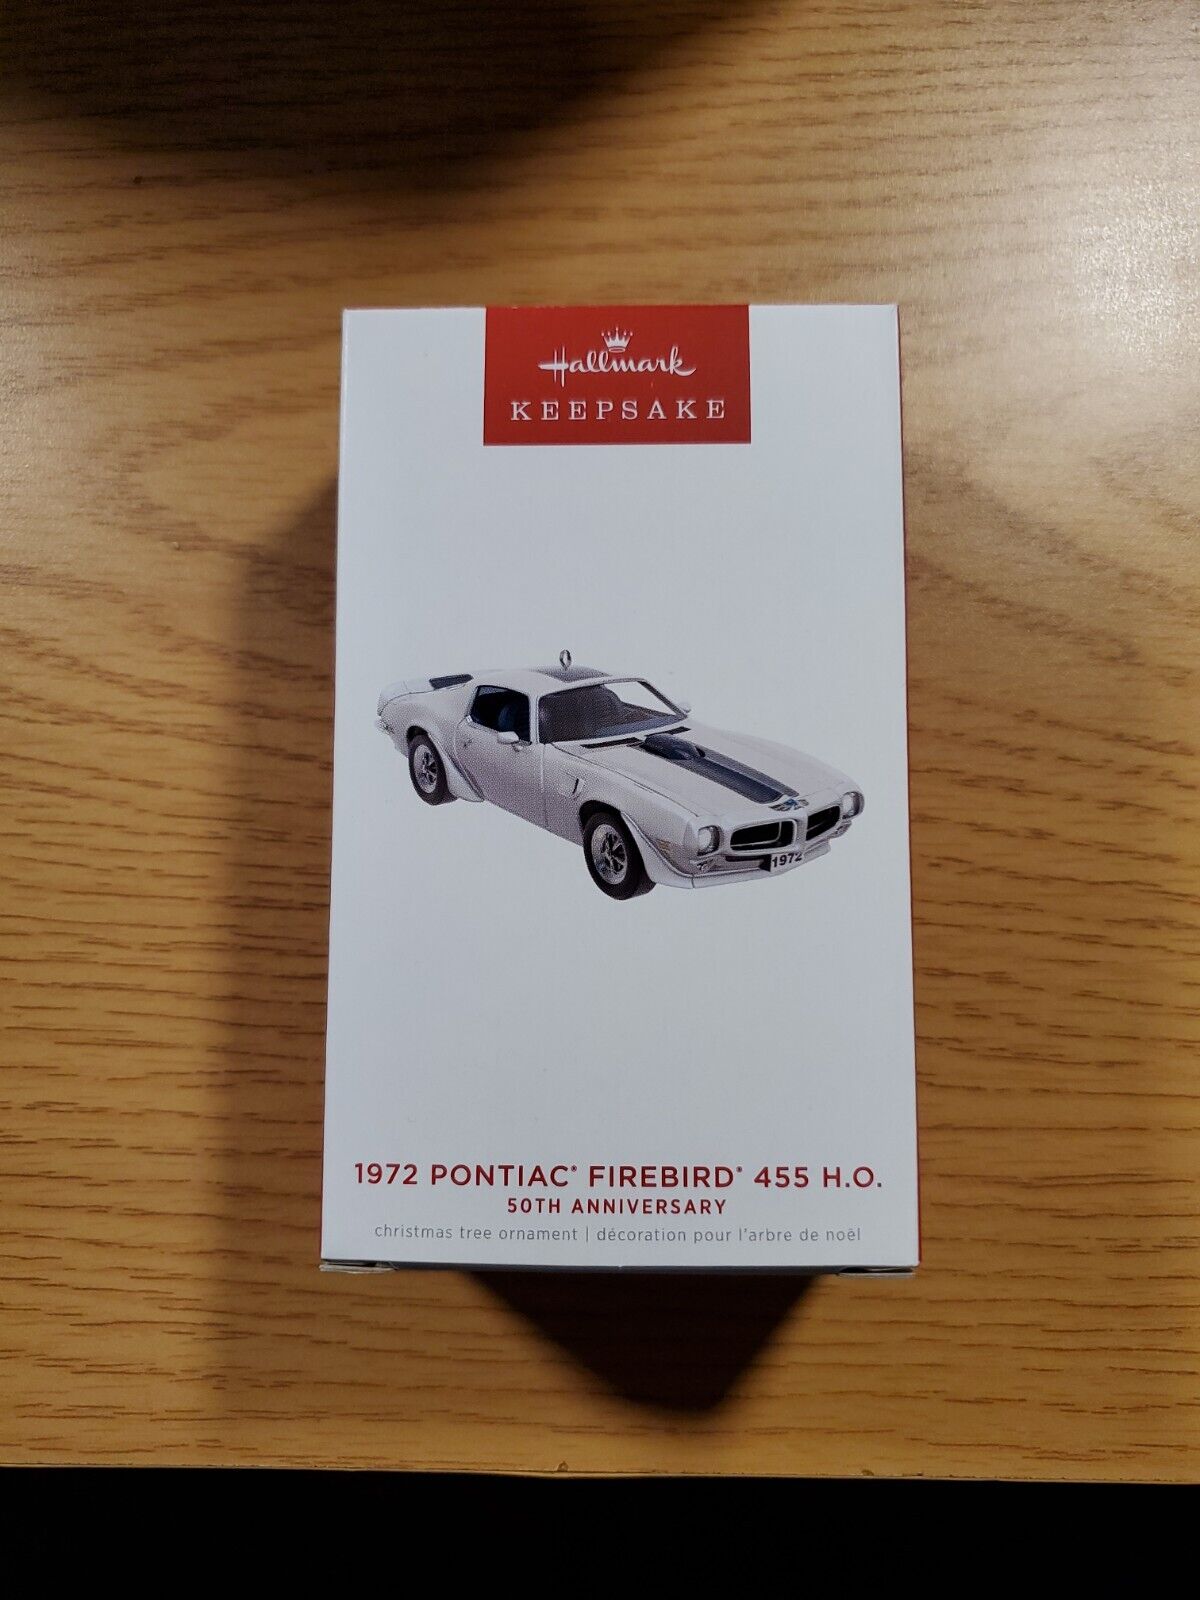 Hallmark
KEEPSAKE
1972
1972 PONTIAC® FIREBIRD® 455 H.O.
50TH ANNIVERSARY
christmas tree ornament | décoration pour l'arbre de noël